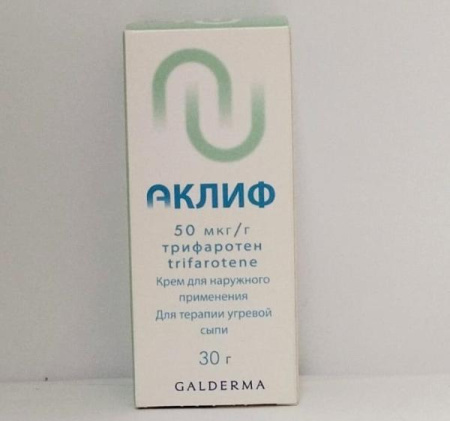 АКЛИФ
50 мкг/г
трифаротен
trifarotene
Крем для наружного
применения
Для терапии угревой
сыпи
30 г
GALDERMA